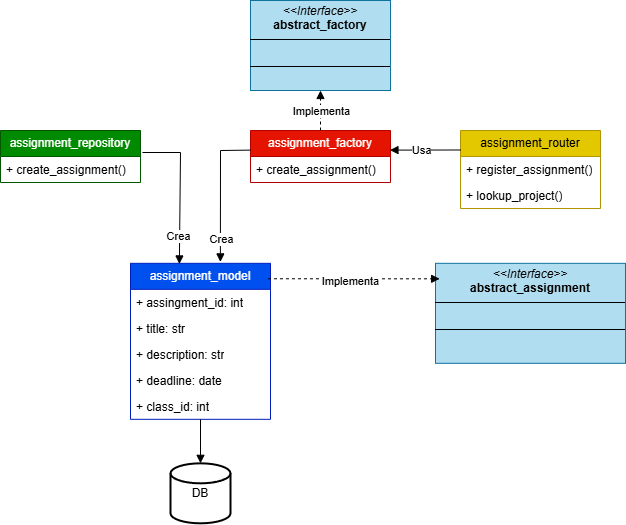 <<Interface>>
abstract_factory
Implementa
assignment_repository
+ create_assignment()
assignment_factory
+ create_assignment()
Usa
assignment_router
+ register_assignment()
+ lookup_project()
Crea
Crea
assignment_model
+ assingment_id: int
+ title: str
+ description: str
+ deadline: date
+ class_id: int
Implementa
<<Interface>>
abstract_assignment
DB